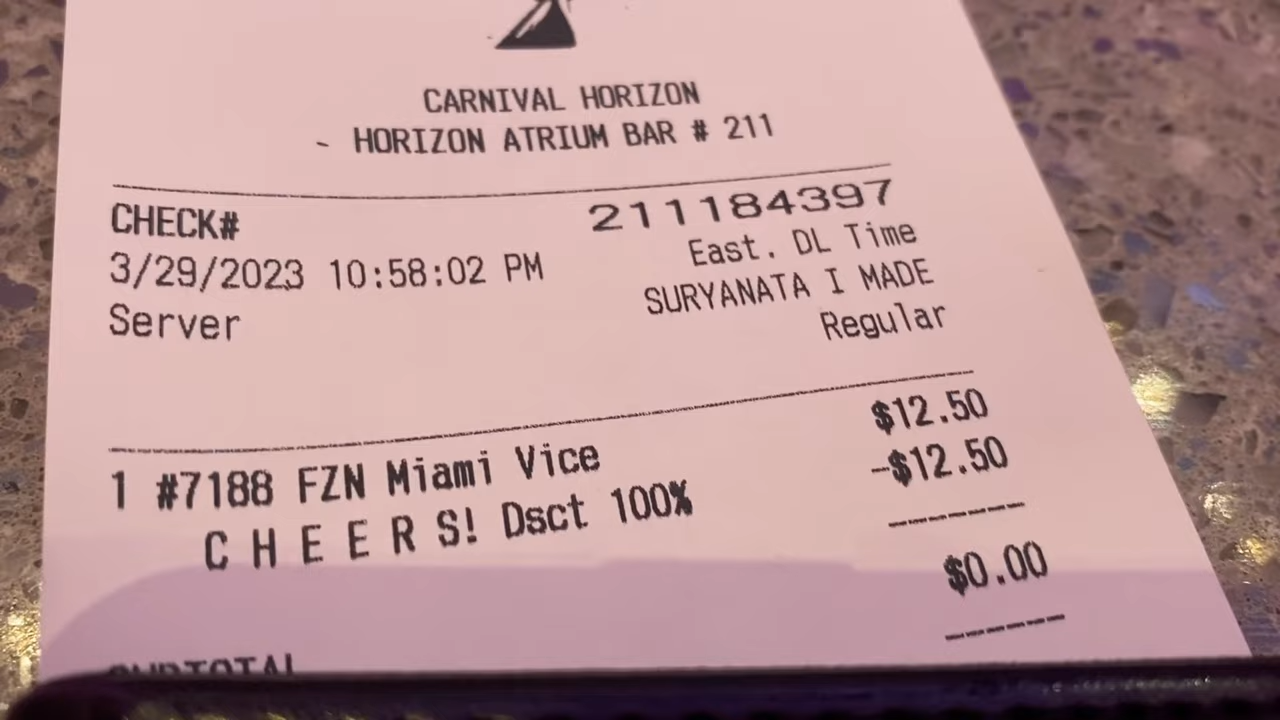 CARNIVAL HORIZON
- HORIZON ATRIUM BAR # 211
CHECK# 211184397
3/29/2023 10:58:02 PM East. DL Time
Server SURYANATA I MADE
Regular
1 #7188 FZN Miami Vice $12.50
C H E E R S! Dsct 100% -$12.50
$0.00
SUBTOTAL